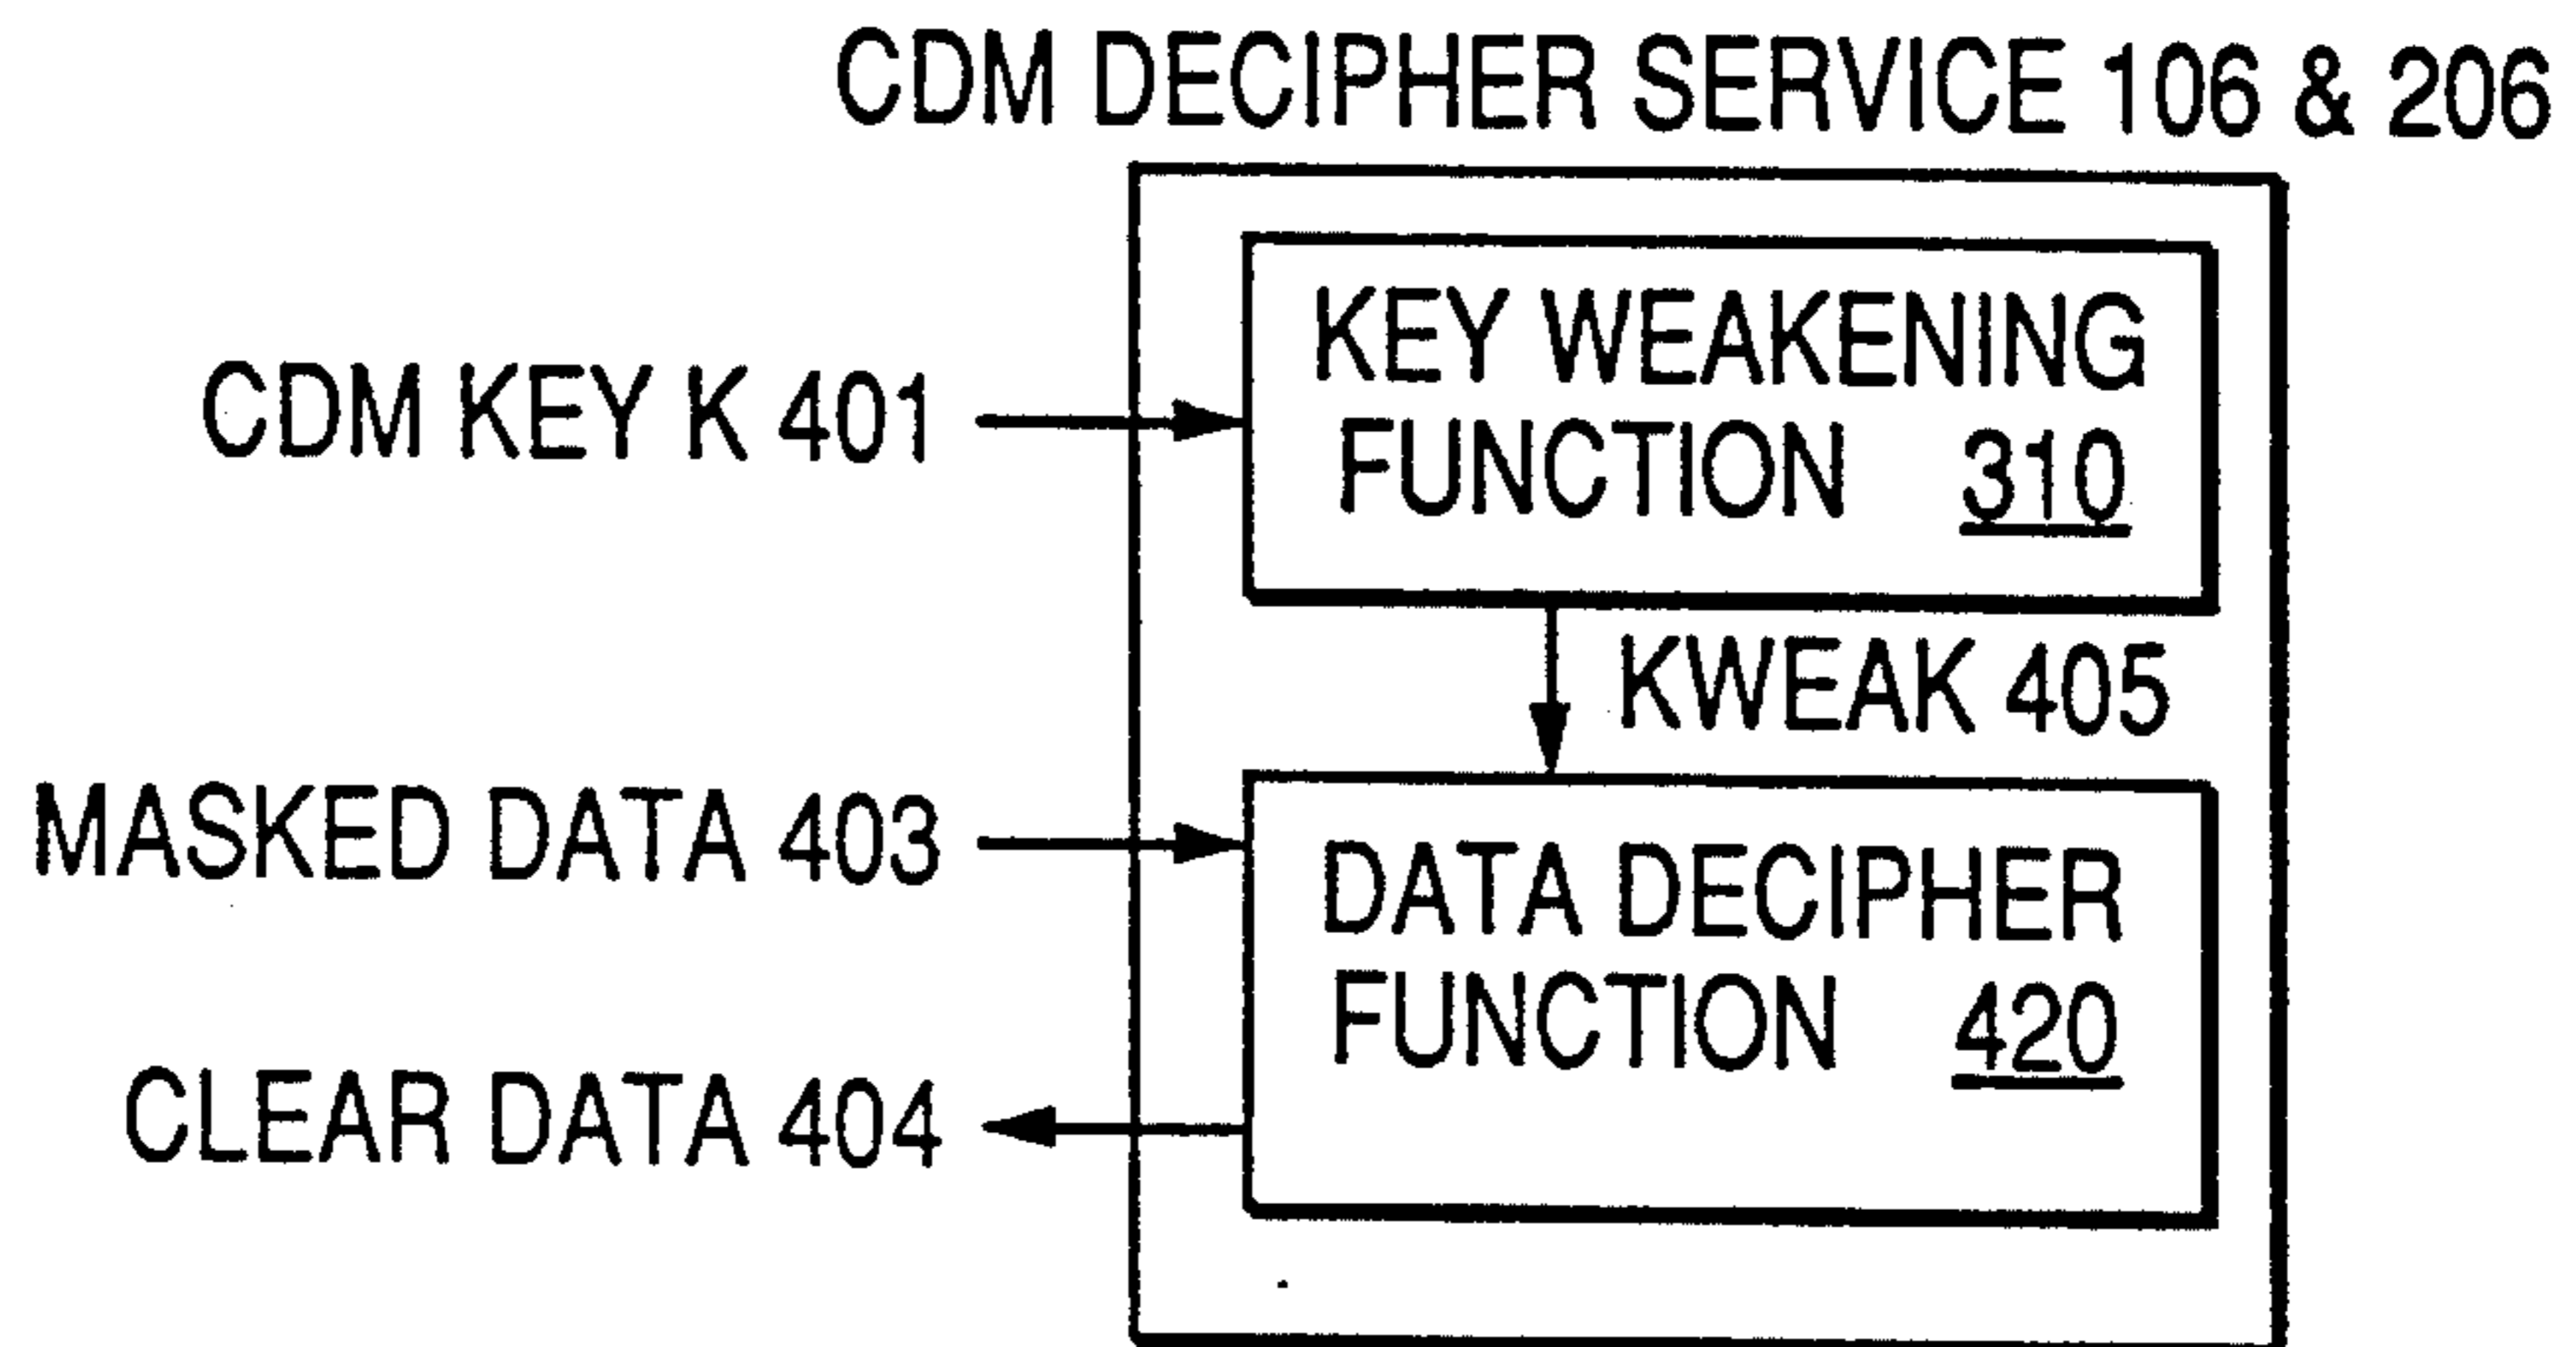 CDM DECIPHER SERVICE 106 & 206
KEY WEAKENING
FUNCTION 310
CDM KEY K 401
KWEAK 405
MASKED DATA 403
DATA DECIPHER
FUNCTION 420
CLEAR DATA 404